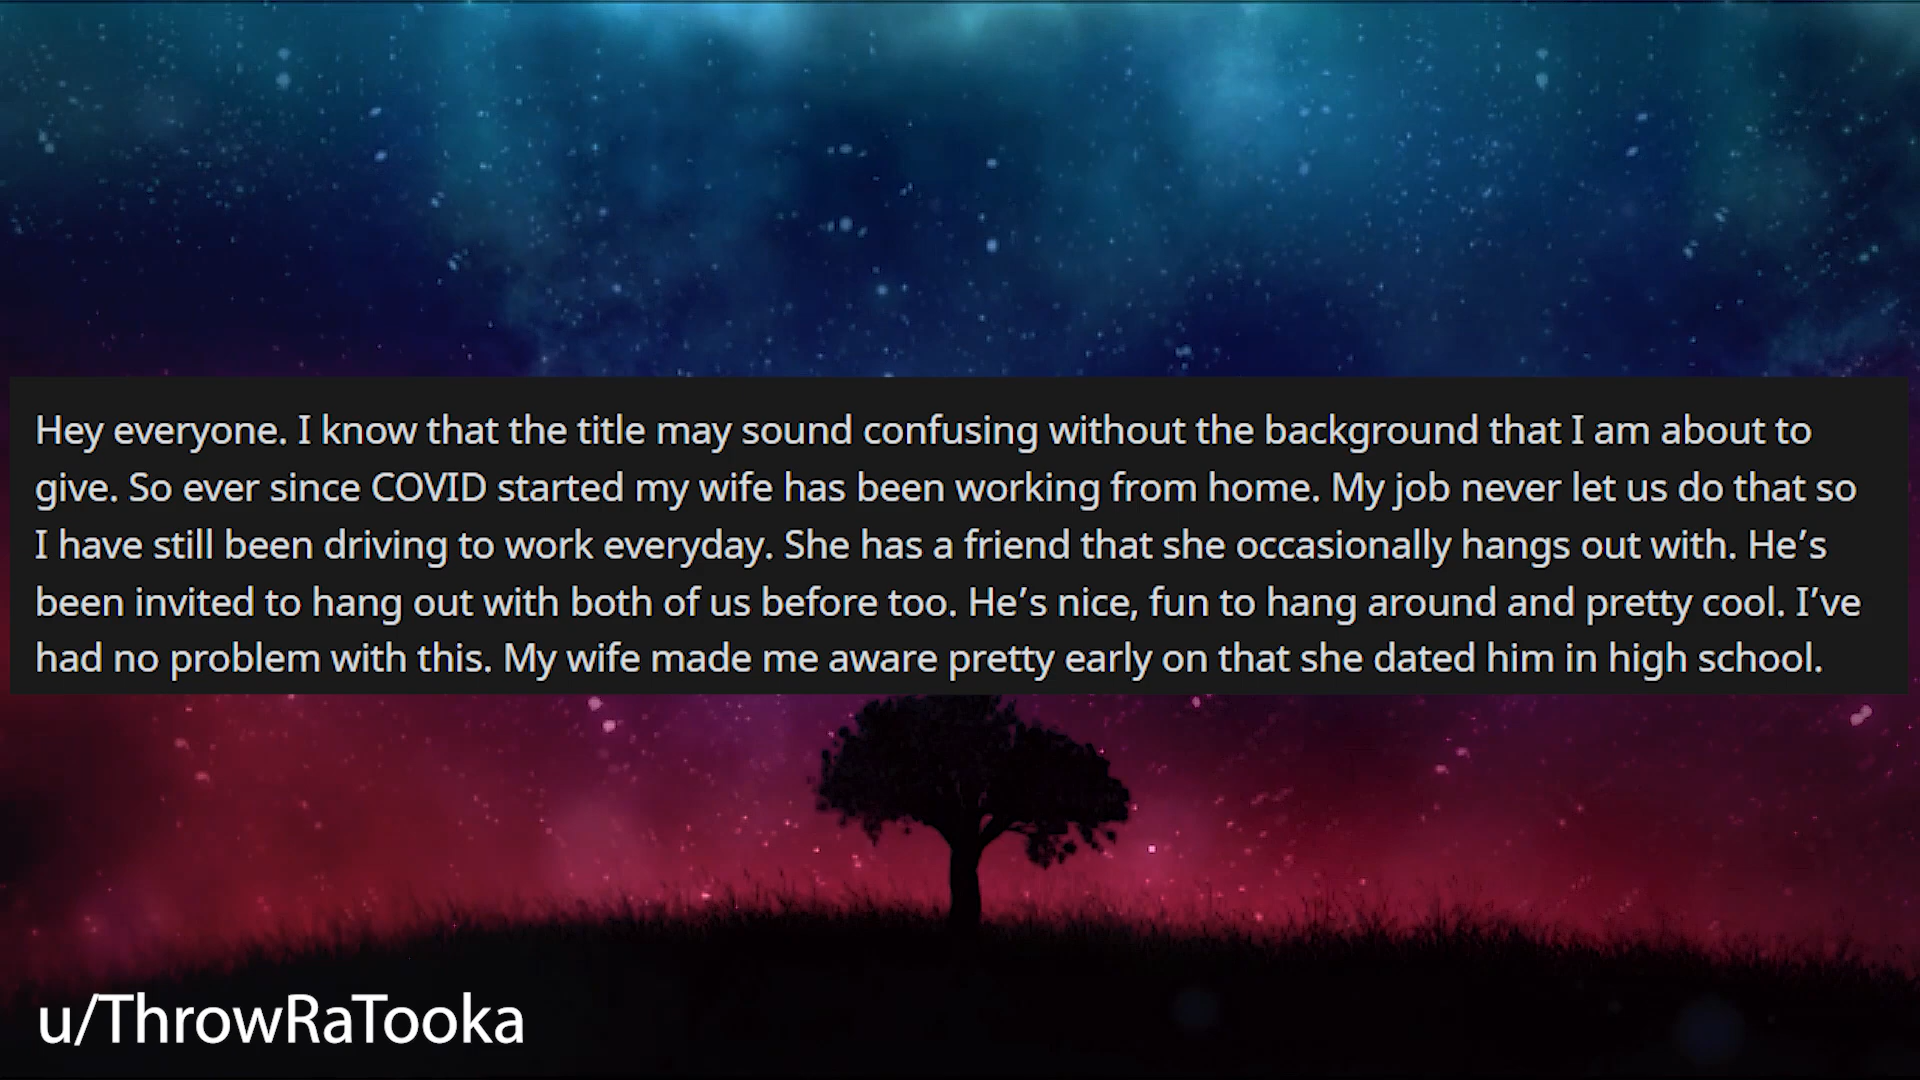 Hey everyone. I know that the title may sound confusing without the background that I am about to
give. So ever since COVID started my wife has been working from home. My job never let us do that so
I have still been driving to work everyday. She has a friend that she occasionally hangs out with. He’s
been invited to hang out with both of us before too. He’s nice, fun to hang around and pretty cool. I’ve
had no problem with this. My wife made me aware pretty early on that she dated him in high school.
u/ThrowRaTooka